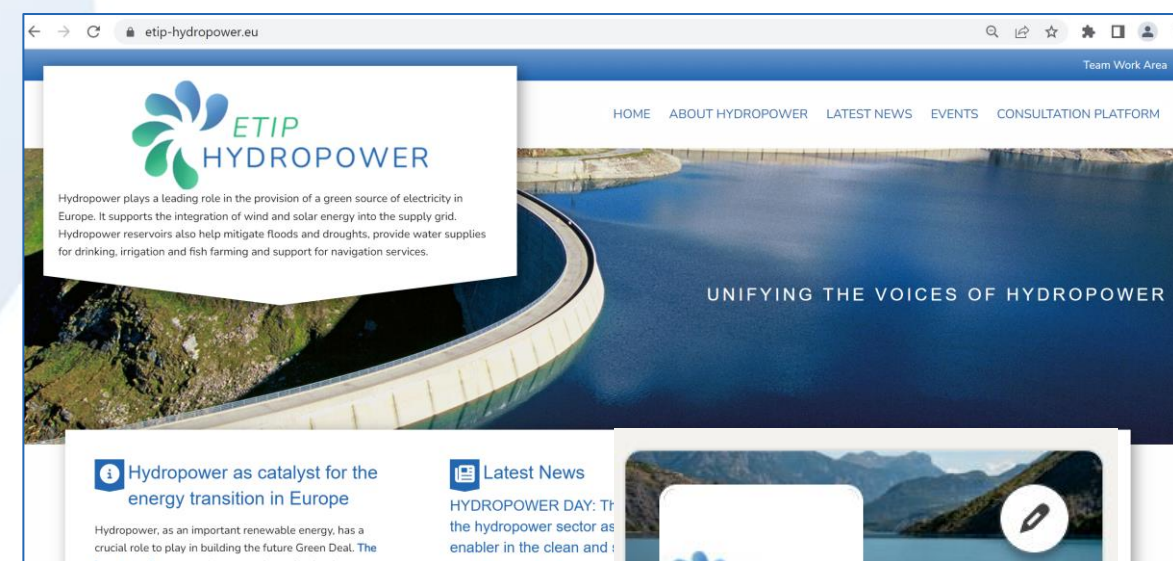 etip-hydropower.eu
Team Work Area
ETIP
HYDROPOWER
HOME ABOUT HYDROPOWER LATEST NEWS EVENTS CONSULTATION PLATFORM
Hydropower plays a leading role in the provision of a green source of electricity in
Europe. It supports the integration of wind and solar energy into the supply grid.
Hydropower reservoirs also help mitigate floods and droughts, provide water supplies
for drinking, irrigation and fish farming and support for navigation services.
UNIFYING THE VOICES OF HYDROPOWER
Hydropower as catalyst for the
energy transition in Europe
Hydropower, as an important renewable energy, has a
crucial role to play in building the future Green Deal. The
Latest News
HYDROPOWER DAY:
the hydropower sector as
enabler in the clean and